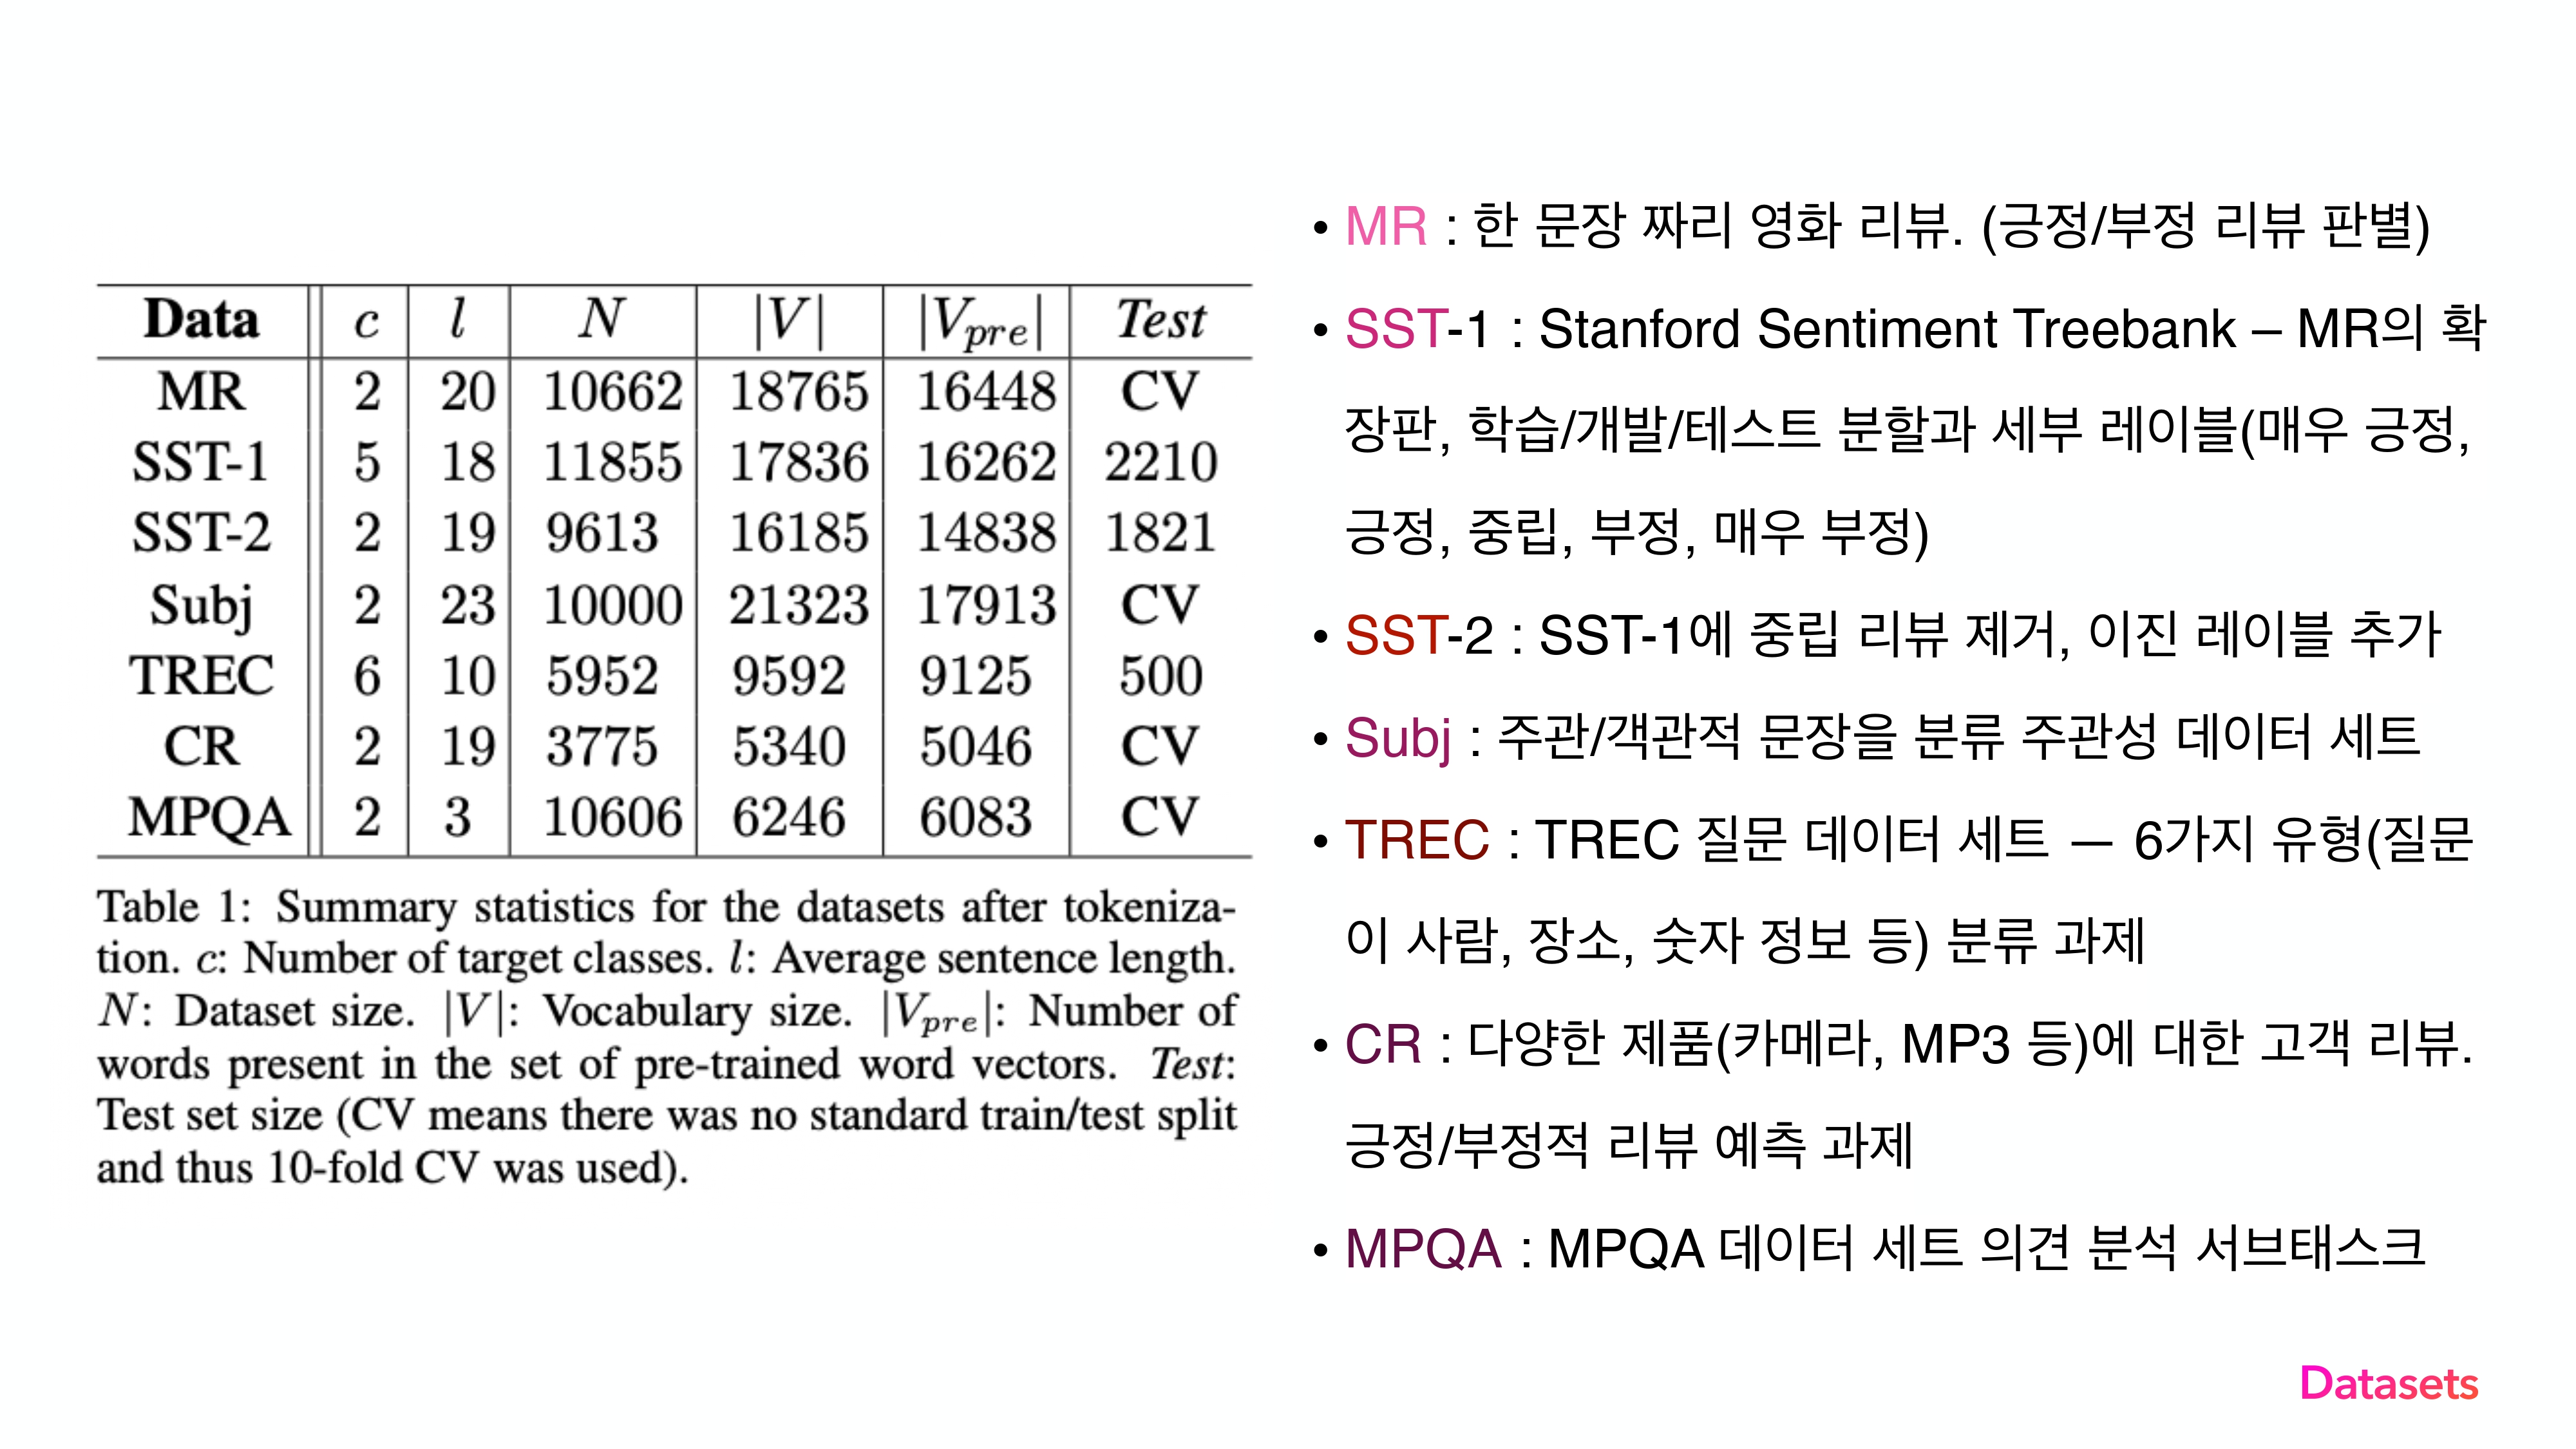 Data c l N |V| |Vpre| Test
MR 2 20 10662 18765 16448 CV
SST-1 5 18 11855 17836 16262 2210
SST-2 2 19 9613 16185 14838 1821
Subj 2 23 10000 21323 17913 CV
TREC 6 10 5952 9592 9125 500
CR 2 19 3775 5340 5046 CV
MPQA 2 3 10606 6246 6083 CV
Table 1: Summary statistics for the datasets after tokeniza-
tion. c: Number of target classes. l: Average sentence length.
N: Dataset size. |V|: Vocabulary size. |Vpre|: Number of
words present in the set of pre-trained word vectors. Test:
Test set size (CV means there was no standard train/test split
and thus 10-fold CV was used).
• MR : 한 문장 짜리 영화 리뷰. (긍정/부정 리뷰 판별)
• SST-1 : Stanford Sentiment Treebank – MR의 확
장판, 학습/개발/테스트 분할과 세부 레이블(매우 긍정,
긍정, 중립, 부정, 매우 부정)
• SST-2 : SST-1에 중립 리뷰 제거, 이진 레이블 추가
• Subj : 주관/객관적 문장을 분류 주관성 데이터 세트
• TREC : TREC 질문 데이터 세트 — 6가지 유형(질문
이 사람, 장소, 숫자 정보 등) 분류 과제
• CR : 다양한 제품(카메라, MP3 등)에 대한 고객 리뷰.
긍정/부정적 리뷰 예측 과제
• MPQA : MPQA 데이터 세트 의견 분석 서브태스크
Datasets